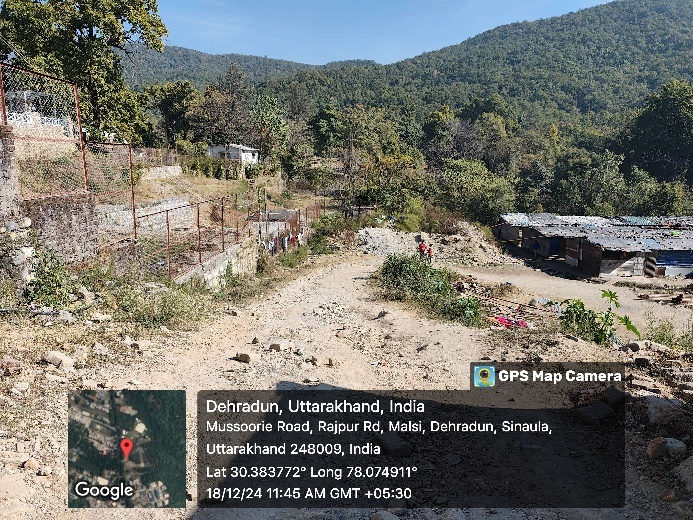 GPS Map Camera
Dehradun, Uttarakhand, India
Mussoorie Road, Rajpur Rd, Malsi, Dehradun, Sinaula,
Uttarakhand 248009, India
Lat 30.383772° Long 78.074911°
18/12/24 11:45 AM GMT +05:30
Google